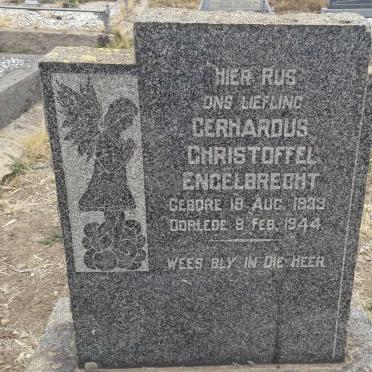 HIER RUS
ONS LIEFLING
GERHARDUS
CHRISTOFFEL
ENGELBRECHT
GEBORE 19 AUG. 1939
OORLEDE 9 FEB. 1944
WEES BLY IN DIE HEER